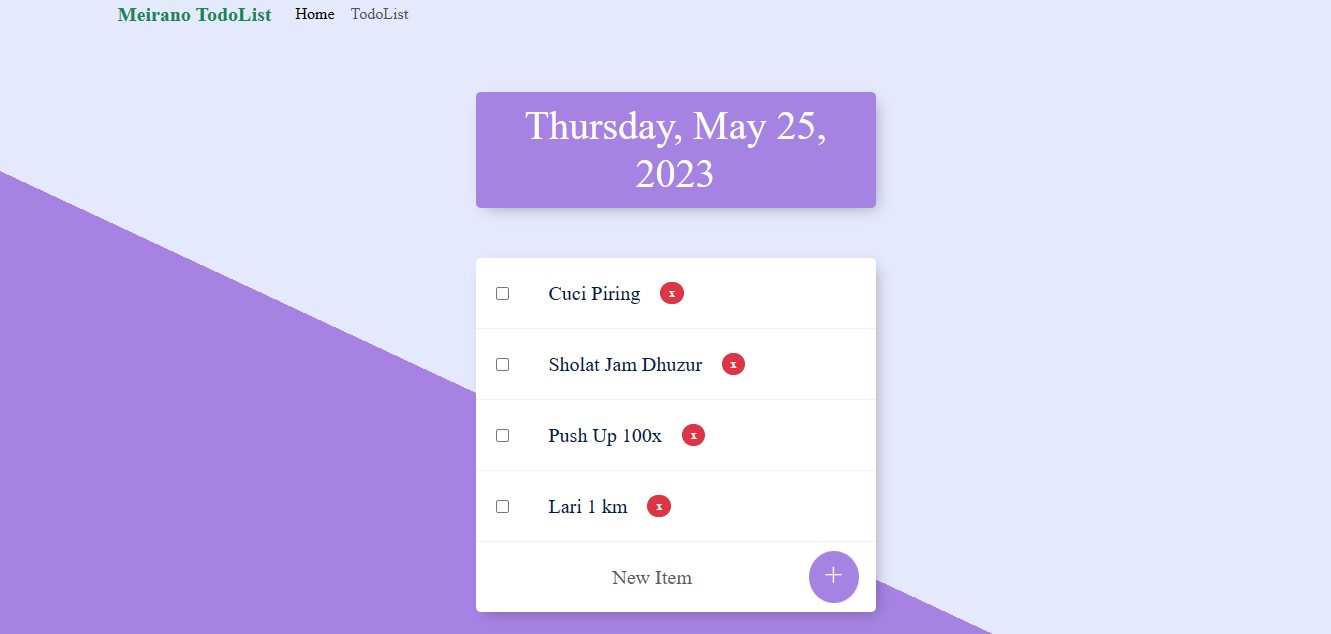 Meirano TodoList Home TodoList
Thursday, May 25,
2023
Cuci Piring x
Sholat Jam Dhuzur x
Push Up 100x x
Lari 1 km x
New Item +